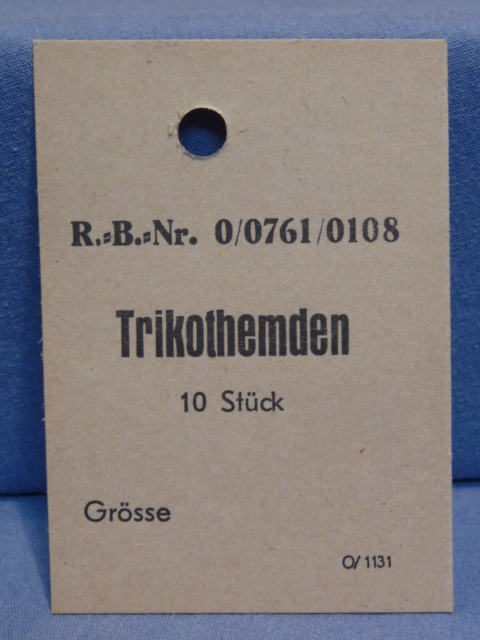 R.=B.=Nr. 0/0761/0108
Trikothemden
10 Stück
Grösse
O/1131